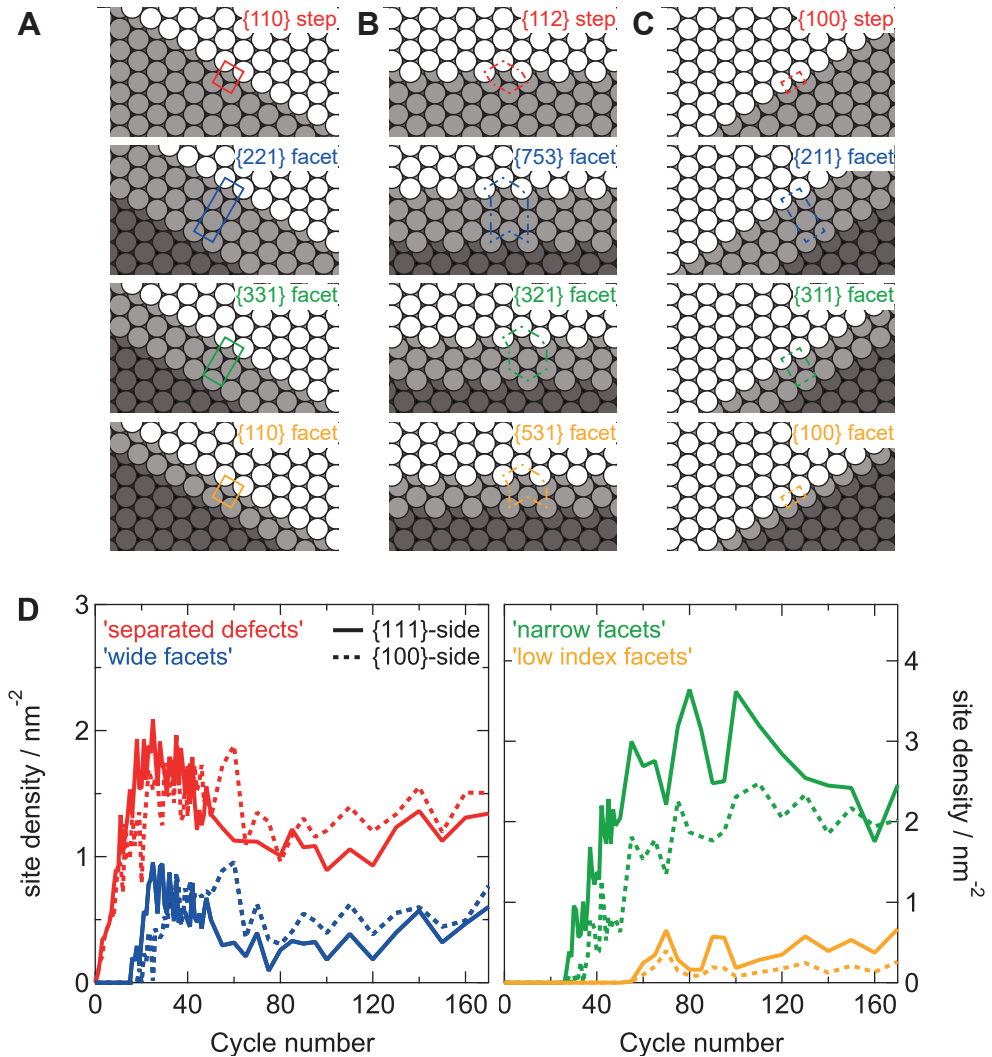 A
{110} step
B
{112} step
C
{100} step
{221} facet
{753} facet
{211} facet
{331} facet
{321} facet
{311} facet
{110} facet
{531} facet
{100} facet
D
'separated defects'
'wide facets'
{111}-side
{100}-side
'narrow facets'
'low index facets'
3
2
1
0
site density / nm⁻²
0 40 80 120 160
Cycle number
4
3
2
1
0
site density / nm⁻²
40 80 120 160
Cycle number